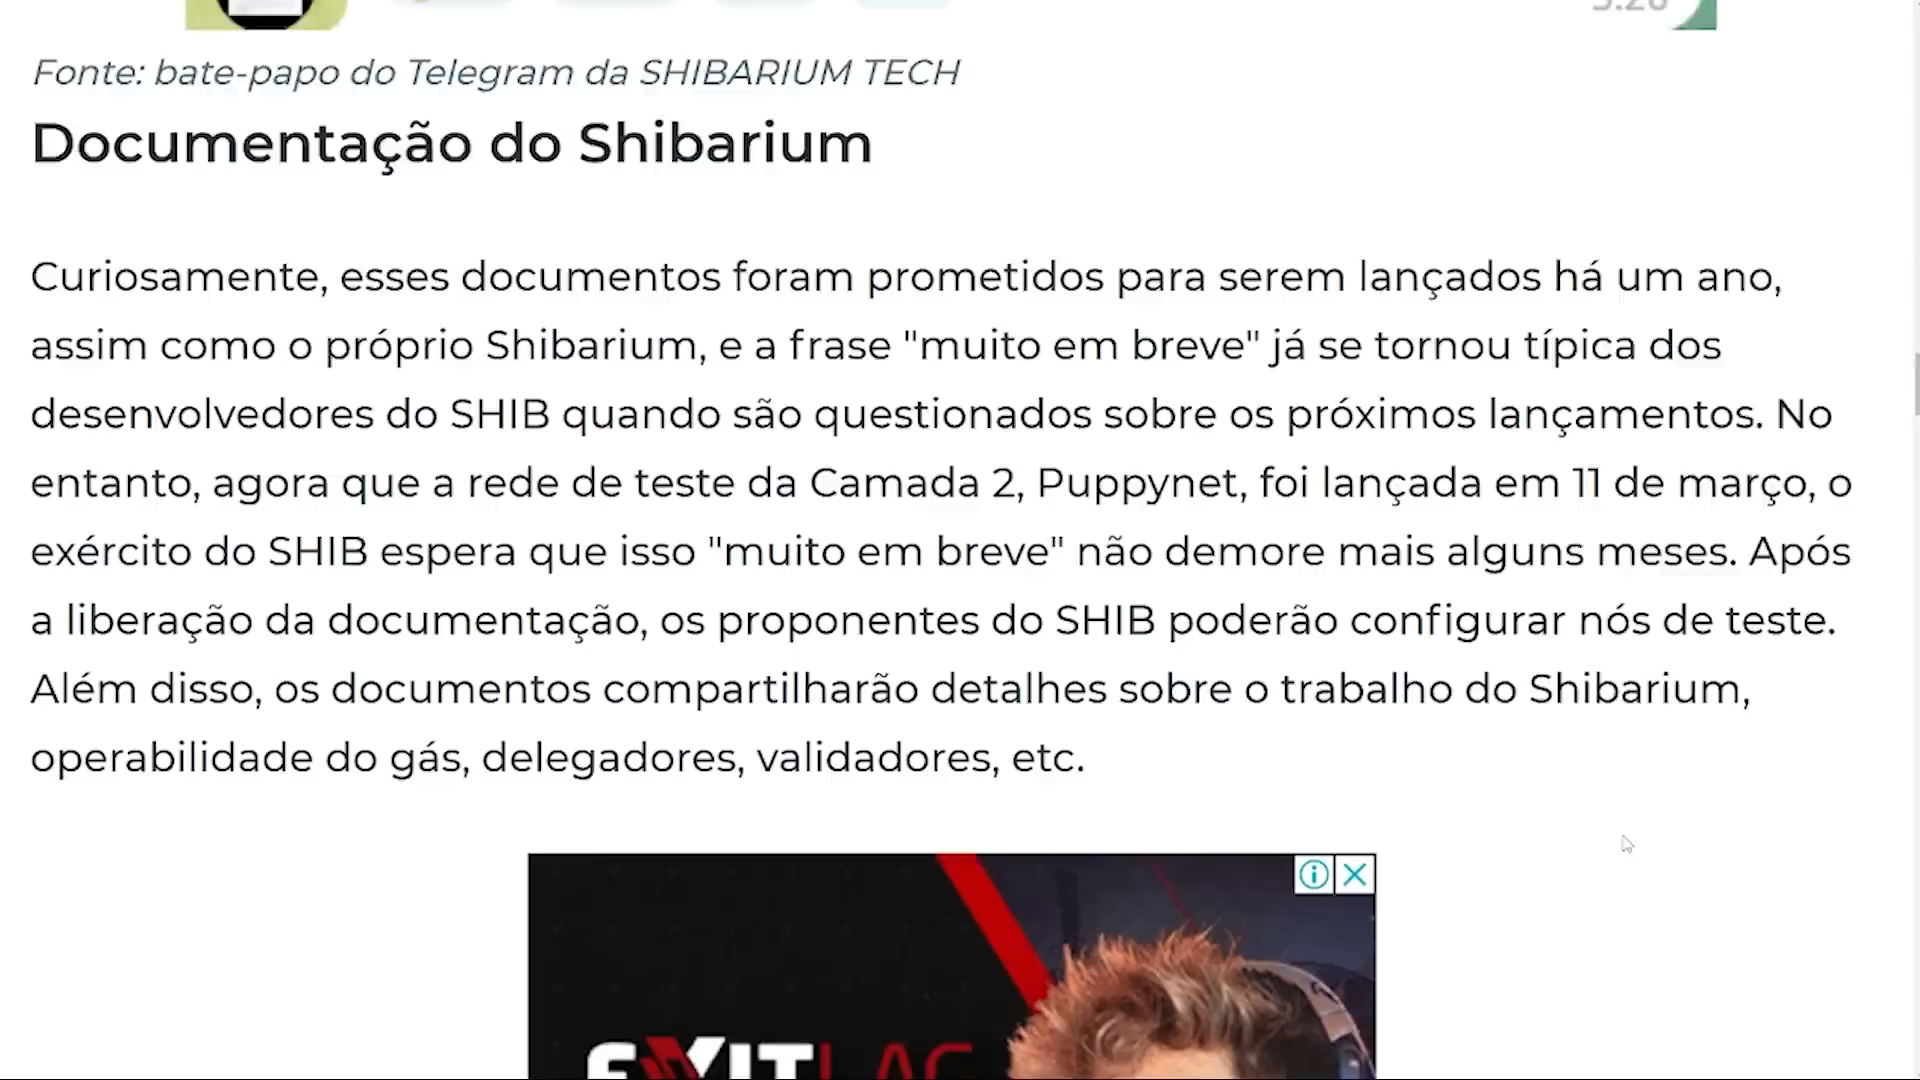 Fonte: bate-papo do Telegram da SHIBARIUM TECH
Documentação do Shibarium
Curiosamente, esses documentos foram prometidos para serem lançados há um ano,
assim como o próprio Shibarium, e a frase "muito em breve" já se tornou típica dos
desenvolvedores do SHIB quando são questionados sobre os próximos lançamentos. No
entanto, agora que a rede de teste da Camada 2, Puppynet, foi lançada em 11 de março, o
exército do SHIB espera que isso "muito em breve" não demore mais alguns meses. Após
a liberação da documentação, os proponentes do SHIB poderão configurar nós de teste.
Além disso, os documentos compartilharão detalhes sobre o trabalho do Shibarium,
operabilidade do gás, delegadores, validadores, etc.
EXITLAG